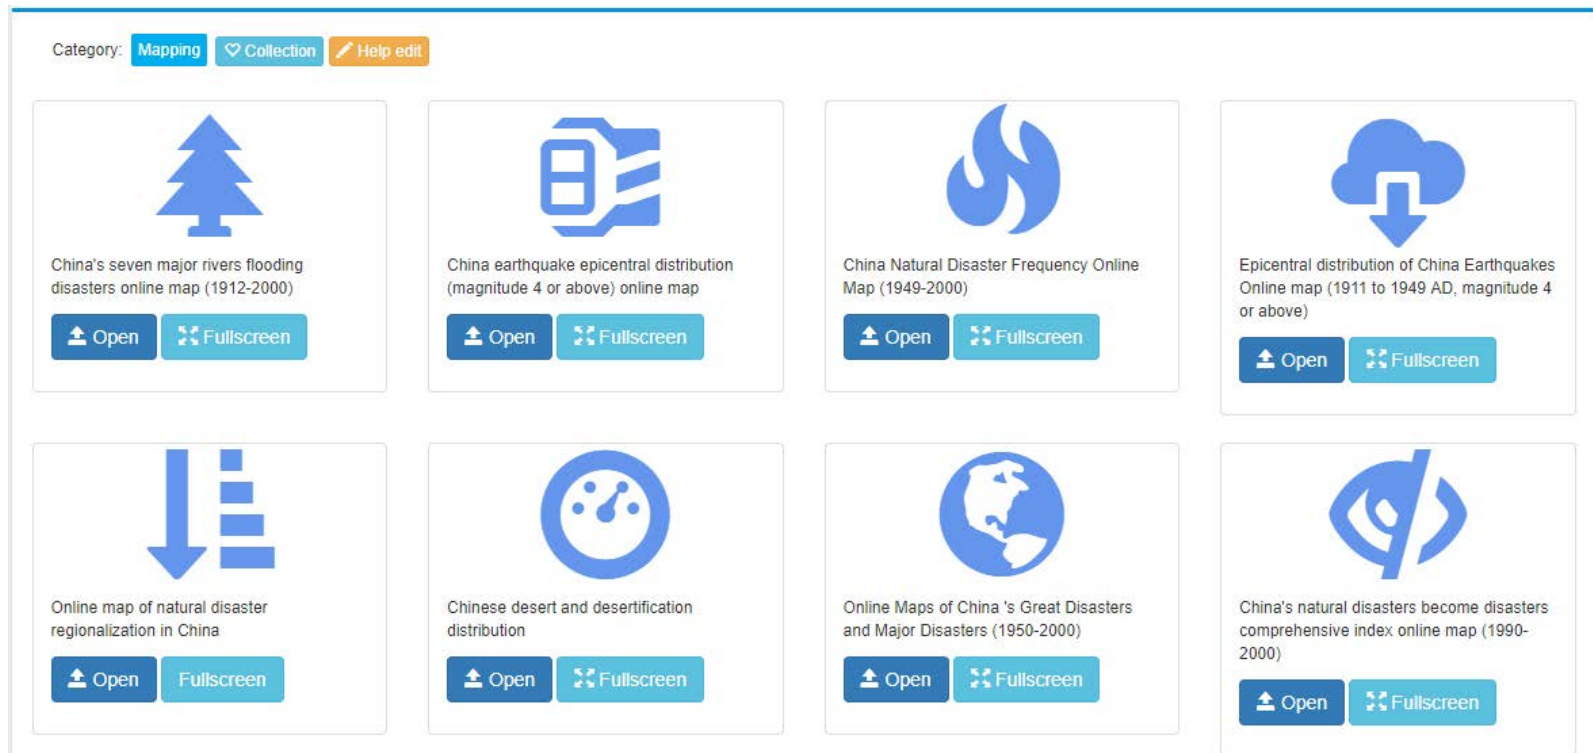 Category: Mapping Collection Help edit
China's seven major rivers flooding
disasters online map (1912-2000)
Open Fullscreen
China earthquake epicentral distribution
(magnitude 4 or above) online map
Open Fullscreen
China Natural Disaster Frequency Online
Map (1949-2000)
Open Fullscreen
Epicentral distribution of China Earthquakes
Online map (1911 to 1949 AD, magnitude 4
or above)
Open Fullscreen
Online map of natural disaster
regionalization in China
Open Fullscreen
Chinese desert and desertification
distribution
Open Fullscreen
Online Maps of China 's Great Disasters
and Major Disasters (1950-2000)
Open Fullscreen
China's natural disasters become disasters
comprehensive index online map (1990-
2000)
Open Fullscreen